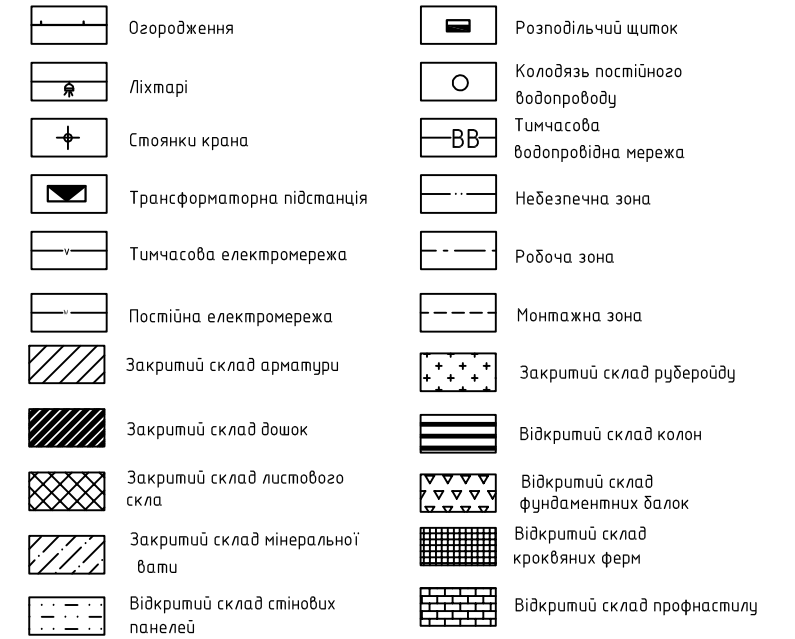 Огородження
Ліхтарі
Стоянки крана
Трансформаторна підстанція
Тимчасова електромережа
Постійна електромережа
Закритий склад арматури
Закритий склад дошок
Закритий склад листового
скла
Закритий склад мінеральної
вати
Відкритий склад стінових
панелей
Розподільчий щиток
Колодязь постійного
водопроводу
ВВ
Тимчасова
водопровідна мережа
Небезпечна зона
Робоча зона
Монтажна зона
Закритий склад руберойду
Відкритий склад колон
Відкритий склад
фундаментних балок
Відкритий склад
кроквяних ферм
Відкритий склад профнастилу